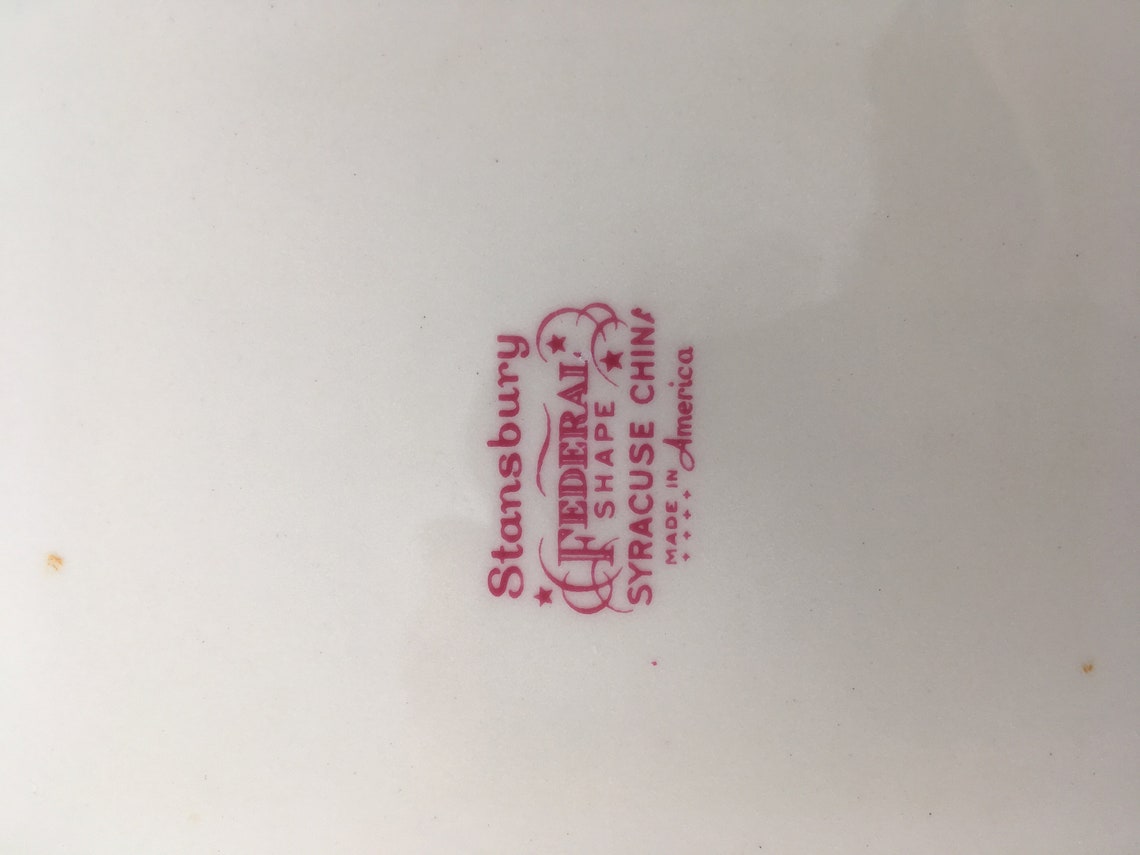 Stansbury
FEDERAL
SHAPE
SYRACUSE CHINA
MADE IN America